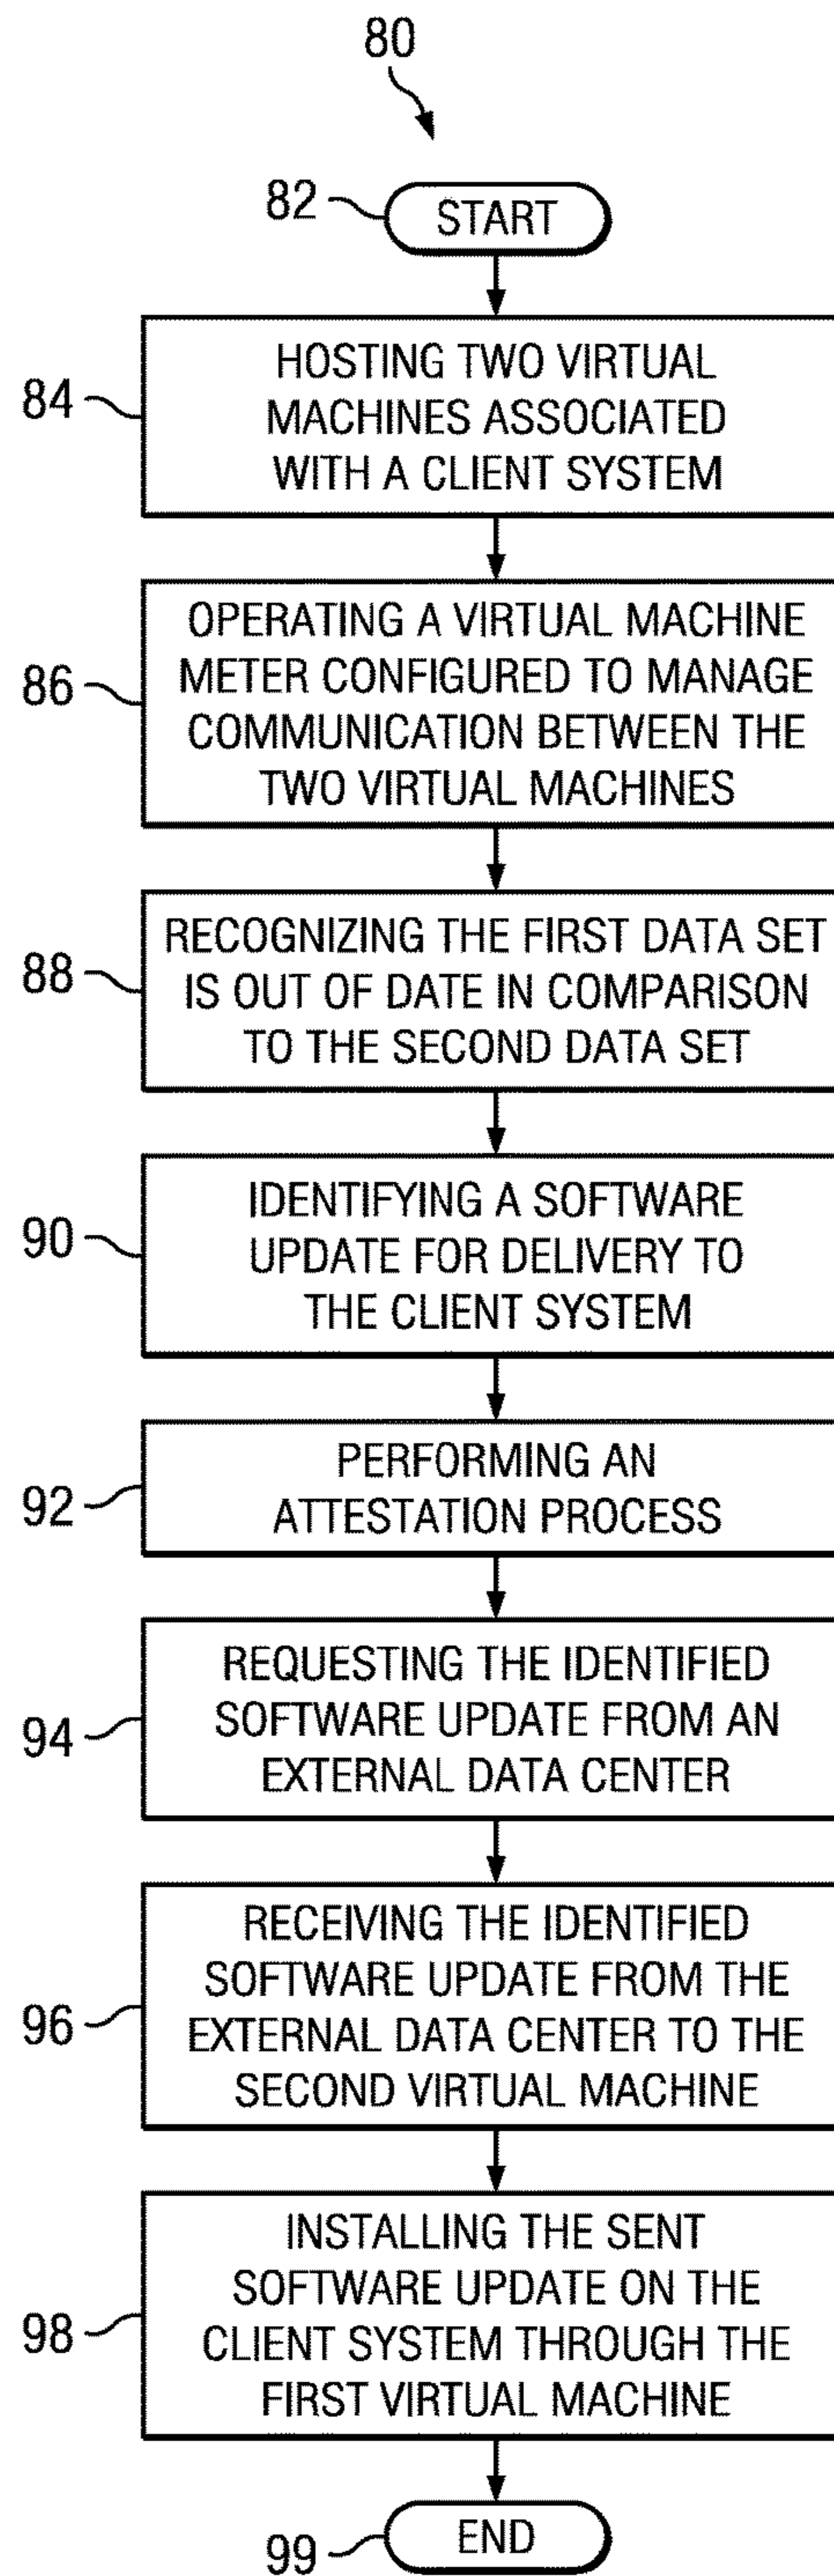 80
82
START
84
HOSTING TWO VIRTUAL
MACHINES ASSOCIATED
WITH A CLIENT SYSTEM
86
OPERATING A VIRTUAL MACHINE
METER CONFIGURED TO MANAGE
COMMUNICATION BETWEEN THE
TWO VIRTUAL MACHINES
88
RECOGNIZING THE FIRST DATA SET
IS OUT OF DATE IN COMPARISON
TO THE SECOND DATA SET
90
IDENTIFYING A SOFTWARE
UPDATE FOR DELIVERY TO
THE CLIENT SYSTEM
92
PERFORMING AN
ATTESTATION PROCESS
94
REQUESTING THE IDENTIFIED
SOFTWARE UPDATE FROM AN
EXTERNAL DATA CENTER
96
RECEIVING THE IDENTIFIED
SOFTWARE UPDATE FROM THE
EXTERNAL DATA CENTER TO THE
SECOND VIRTUAL MACHINE
98
INSTALLING THE SENT
SOFTWARE UPDATE ON THE
CLIENT SYSTEM THROUGH THE
FIRST VIRTUAL MACHINE
99
END